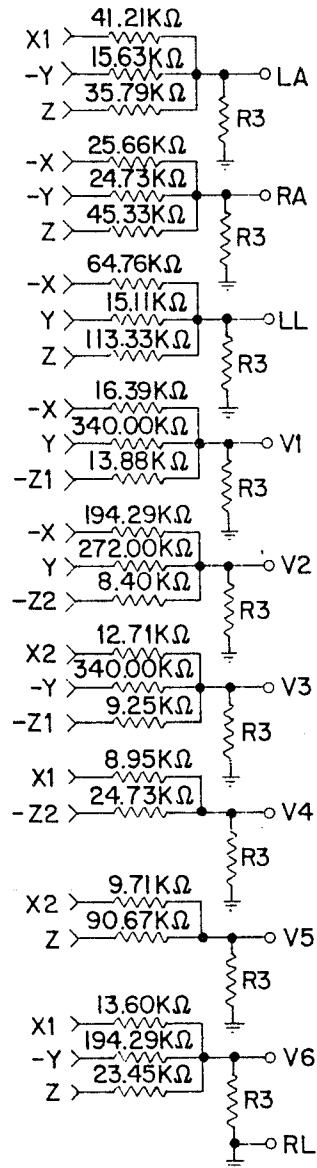 41.21KΩ
X1
15.63KΩ
-Y
LA
35.79KΩ
Z
R3
25.66KΩ
-X
24.73KΩ
-Y
RA
45.33KΩ
Z
R3
64.76KΩ
-X
15.11KΩ
Y
LL
113.33KΩ
Z
R3
16.39KΩ
-X
340.00KΩ
Y
V1
13.88KΩ
-Z1
R3
194.29KΩ
-X
272.00KΩ
Y
V2
8.40KΩ
-Z2
R3
12.71KΩ
X2
340.00KΩ
-Y
V3
9.25KΩ
-Z1
R3
8.95KΩ
X1
24.73KΩ
-Z2
V4
R3
9.71KΩ
X2
90.67KΩ
Z
V5
R3
13.60KΩ
X1
194.29KΩ
-Y
V6
23.45KΩ
Z
R3
RL